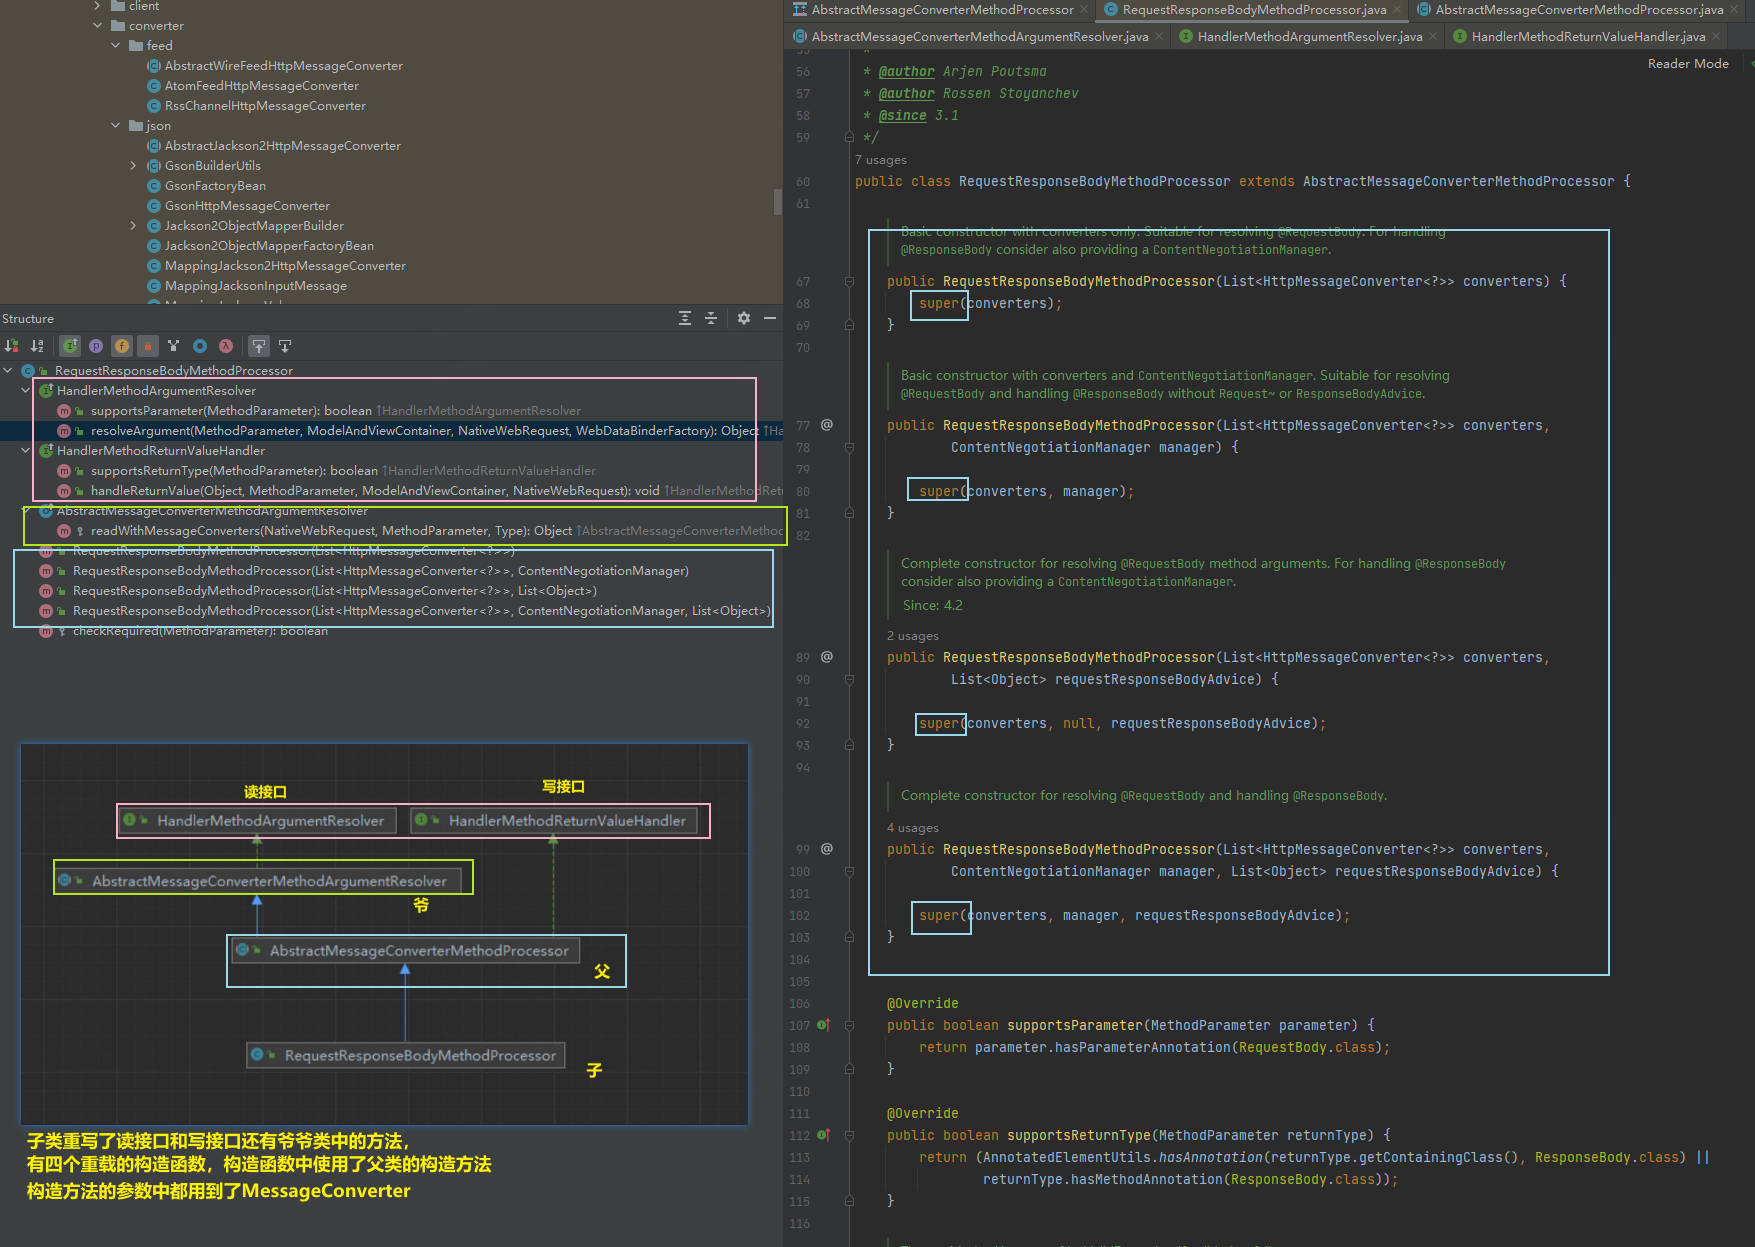 client
converter
feed
AbstractWireFeedHttpMessageConverter
AtomFeedHttpMessageConverter
RssChannelHttpMessageConverter
json
AbstractJackson2HttpMessageConverter
GsonBuilderUtils
GsonFactoryBean
GsonHttpMessageConverter
Jackson2ObjectMapperBuilder
Jackson2ObjectMapperFactoryBean
MappingJackson2HttpMessageConverter
MappingJacksonInputMessage
Structure
RequestResponseBodyMethodProcessor
HandlerMethodArgumentResolver
supportsParameter(MethodParameter): boolean ↑HandlerMethodArgumentResolver
resolveArgument(MethodParameter, ModelAndViewContainer, NativeWebRequest, WebDataBinderFactory): Object ↑Ha
HandlerMethodReturnValueHandler
supportsReturnType(MethodParameter): boolean ↑HandlerMethodReturnValueHandler
handleReturnValue(Object, MethodParameter, ModelAndViewContainer, NativeWebRequest): void ↑HandlerMethodRet
AbstractMessageConverterMethodArgumentResolver
readWithMessageConverters(NativeWebRequest, MethodParameter, Type): Object ↑AbstractMessageConverterMethod
RequestResponseBodyMethodProcessor(List<HttpMessageConverter<?>>)
RequestResponseBodyMethodProcessor(List<HttpMessageConverter<?>>, ContentNegotiationManager)
RequestResponseBodyMethodProcessor(List<HttpMessageConverter<?>>, List<Object>)
RequestResponseBodyMethodProcessor(List<HttpMessageConverter<?>>, ContentNegotiationManager, List<Object>)
checkRequired(MethodParameter): boolean
读接口 写接口
HandlerMethodArgumentResolver HandlerMethodReturnValueHandler
AbstractMessageConverterMethodArgumentResolver
爷
AbstractMessageConverterMethodProcessor
父
RequestResponseBodyMethodProcessor
子
子类重写了读接口和写接口还有爷爷类中的方法,
有四个重载的构造函数，构造函数中使用了父类的构造方法
构造方法的参数中都用到了MessageConverter
AbstractMessageConverterMethodProcessor RequestResponseBodyMethodProcessor.java AbstractMessageConverterMethodProcessor.java
AbstractMessageConverterMethodArgumentResolver.java HandlerMethodArgumentResolver.java HandlerMethodReturnValueHandler.java
Reader Mode
56 * @author Arjen Poutsma
57 * @author Rossen Stoyanchev
58 * @since 3.1
59 */
7 usages
60 public class RequestResponseBodyMethodProcessor extends AbstractMessageConverterMethodProcessor {
61
Basic constructor with converters only. Suitable for resolving @RequestBody. For handling
@ResponseBody consider also providing a ContentNegotiationManager.
67 public RequestResponseBodyMethodProcessor(List<HttpMessageConverter<?>> converters) {
68 super(converters);
69 }
70
Basic constructor with converters and ContentNegotiationManager. Suitable for resolving
@RequestBody and handling @ResponseBody without Request~ or ResponseBodyAdvice.
77 @ public RequestResponseBodyMethodProcessor(List<HttpMessageConverter<?>> converters,
78 ContentNegotiationManager manager) {
79
80 super(converters, manager);
81 }
82
Complete constructor for resolving @RequestBody method arguments. For handling @ResponseBody
consider also providing a ContentNegotiationManager.
Since: 4.2
2 usages
89 @ public RequestResponseBodyMethodProcessor(List<HttpMessageConverter<?>> converters,
90 List<Object> requestResponseBodyAdvice) {
91
92 super(converters, null, requestResponseBodyAdvice);
93 }
94
Complete constructor for resolving @RequestBody and handling @ResponseBody.
4 usages
99 @ public RequestResponseBodyMethodProcessor(List<HttpMessageConverter<?>> converters,
100 ContentNegotiationManager manager, List<Object> requestResponseBodyAdvice) {
101
102 super(converters, manager, requestResponseBodyAdvice);
103 }
104
105
106 @Override
107 public boolean supportsParameter(MethodParameter parameter) {
108 return parameter.hasParameterAnnotation(RequestBody.class);
109 }
110
111 @Override
112 public boolean supportsReturnType(MethodParameter returnType) {
113 return (AnnotatedElementUtils.hasAnnotation(returnType.getContainingClass(), ResponseBody.class) ||
114 returnType.hasMethodAnnotation(ResponseBody.class));
115 }
116